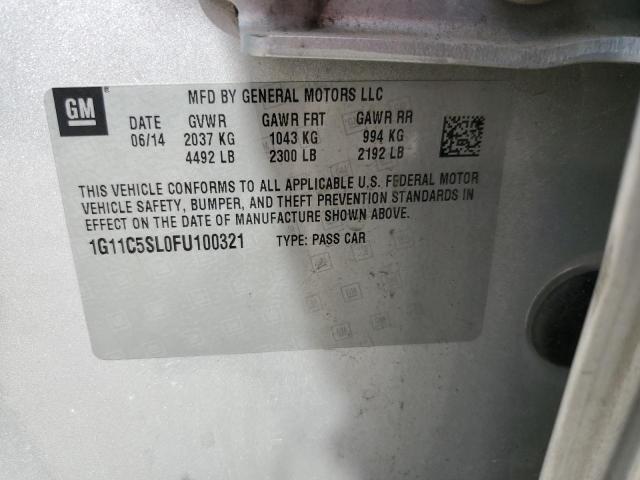 GM
MFD BY GENERAL MOTORS LLC
DATE GVWR GAWR FRT GAWR RR
06/14 2037 KG 1043 KG 994 KG
4492 LB 2300 LB 2192 LB
THIS VEHICLE CONFORMS TO ALL APPLICABLE U.S. FEDERAL MOTOR
VEHICLE SAFETY, BUMPER, AND THEFT PREVENTION STANDARDS IN
EFFECT ON THE DATE OF MANUFACTURE SHOWN ABOVE.
1G11C5SL0FU100321 TYPE: PASS CAR